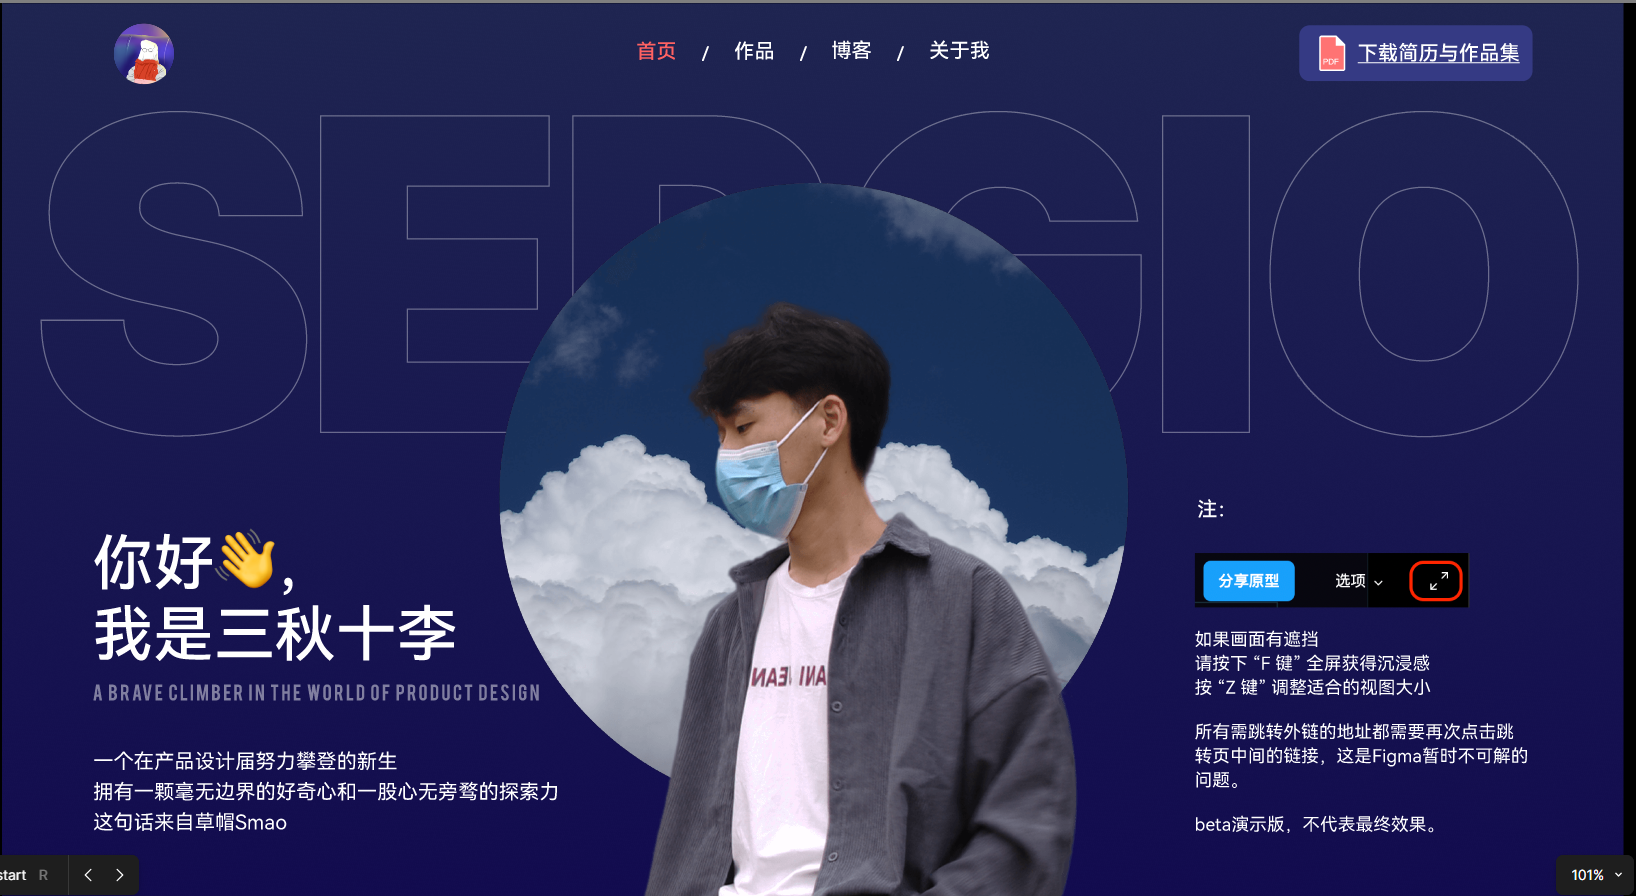 首页 / 作品 / 博客 / 关于我
PDF 下载简历与作品集
SERGIO
你好👋,
我是三秋十李
A BRAVE CLIMBER IN THE WORLD OF PRODUCT DESIGN
一个在产品设计届努力攀登的新生
拥有一颗毫无边界的好奇心和一股心无旁骛的探索力
这句话来自草帽Smao
注：
分享原型 选项
如果画面有遮挡
请按下 “F 键” 全屏获得沉浸感
按 “Z 键” 调整适合的视图大小
所有需跳转外链的地址都需要再次点击跳
转页中间的链接，这是Figma暂时不可解的
问题。
beta演示版，不代表最终效果。
start R
101%